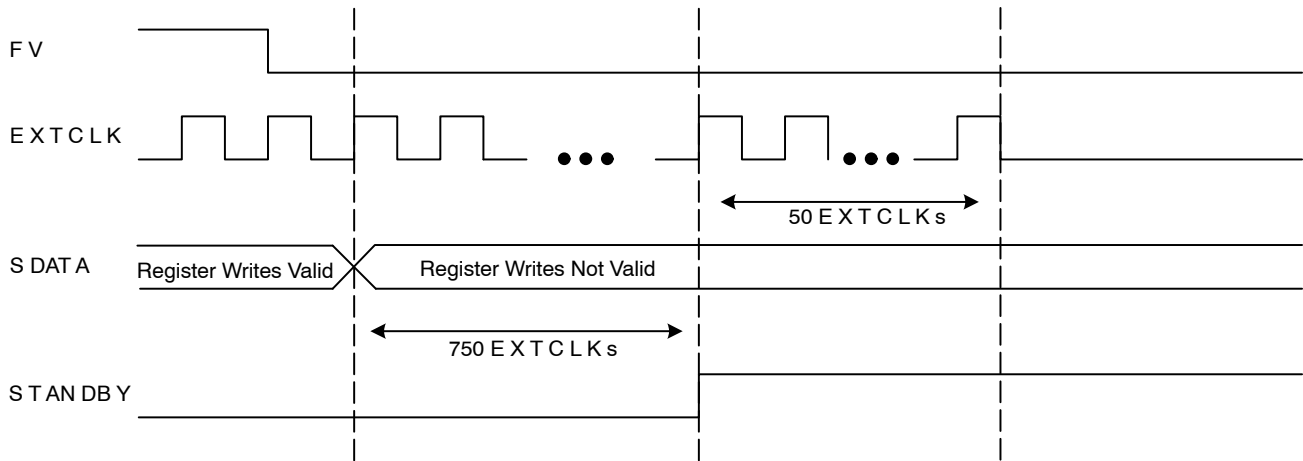 FV
EXTCLK
50 EXTCLKs
SDATA
Register Writes Valid
Register Writes Not Valid
750 EXTCLKs
STANDBY